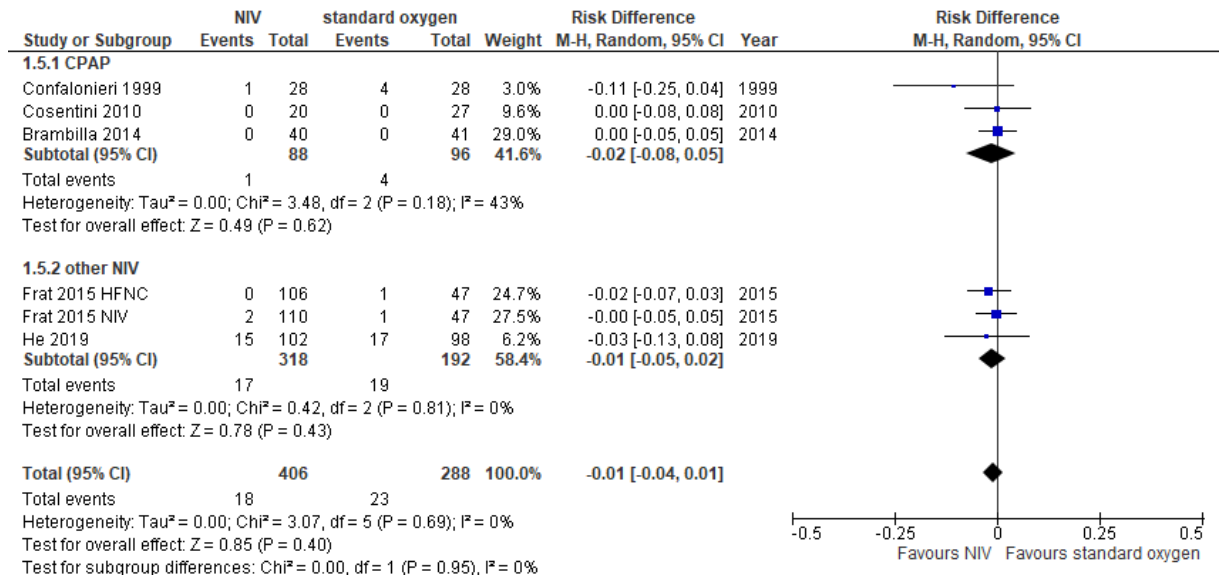 NIV standard oxygen Risk Difference Risk Difference
Study or Subgroup Events Total Events Total Weight M-H, Random, 95% CI Year M-H, Random, 95% CI
1.5.1 CPAP
Confalonieri 1999 1 28 4 28 3.0% -0.11 [-0.25, 0.04] 1999
Cosentini 2010 0 20 0 27 9.6% 0.00 [-0.08, 0.08] 2010
Brambilla 2014 0 40 0 41 29.0% 0.00 [-0.05, 0.05] 2014
Subtotal (95% CI) 88 96 41.6% -0.02 [-0.08, 0.05]
Total events 1 4
Heterogeneity: Tau² = 0.00; Chi² = 3.48, df = 2 (P = 0.18); I² = 43%
Test for overall effect: Z = 0.49 (P = 0.62)
1.5.2 other NIV
Frat 2015 HFNC 0 106 1 47 24.7% -0.02 [-0.07, 0.03] 2015
Frat 2015 NIV 2 110 1 47 27.5% -0.00 [-0.05, 0.05] 2015
He 2019 15 102 17 98 6.2% -0.03 [-0.13, 0.08] 2019
Subtotal (95% CI) 318 192 58.4% -0.01 [-0.05, 0.02]
Total events 17 19
Heterogeneity: Tau² = 0.00; Chi² = 0.42, df = 2 (P = 0.81); I² = 0%
Test for overall effect: Z = 0.78 (P = 0.43)
Total (95% CI) 406 288 100.0% -0.01 [-0.04, 0.01]
Total events 18 23
Heterogeneity: Tau² = 0.00; Chi² = 3.07, df = 5 (P = 0.69); I² = 0%
Test for overall effect: Z = 0.85 (P = 0.40)
Test for subgroup differences: Chi² = 0.00, df = 1 (P = 0.95), I² = 0%
-0.5 -0.25 0 0.25 0.5
Favours NIV Favours standard oxygen